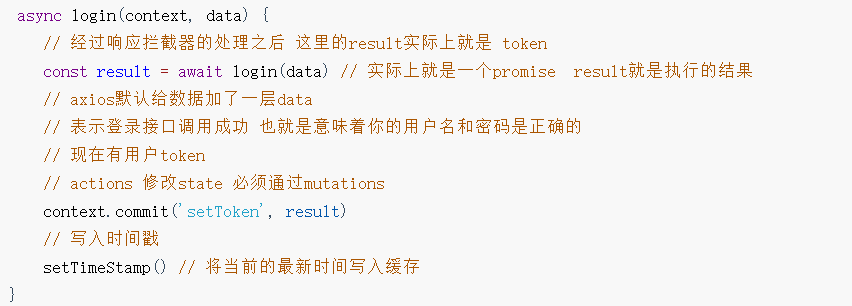 async login(context, data) {
// 经过响应拦截器的处理之后 这里的result实际上就是 token
const result = await login(data) // 实际上就是一个promise result就是执行的结果
// axios默认给数据加了一层data
// 表示登录接口调用成功 也就是意味着你的用户名和密码是正确的
// 现在有用户token
// actions 修改state 必须通过mutations
context.commit('setToken', result)
// 写入时间戳
setTimeStamp() // 将当前的最新时间写入缓存
}